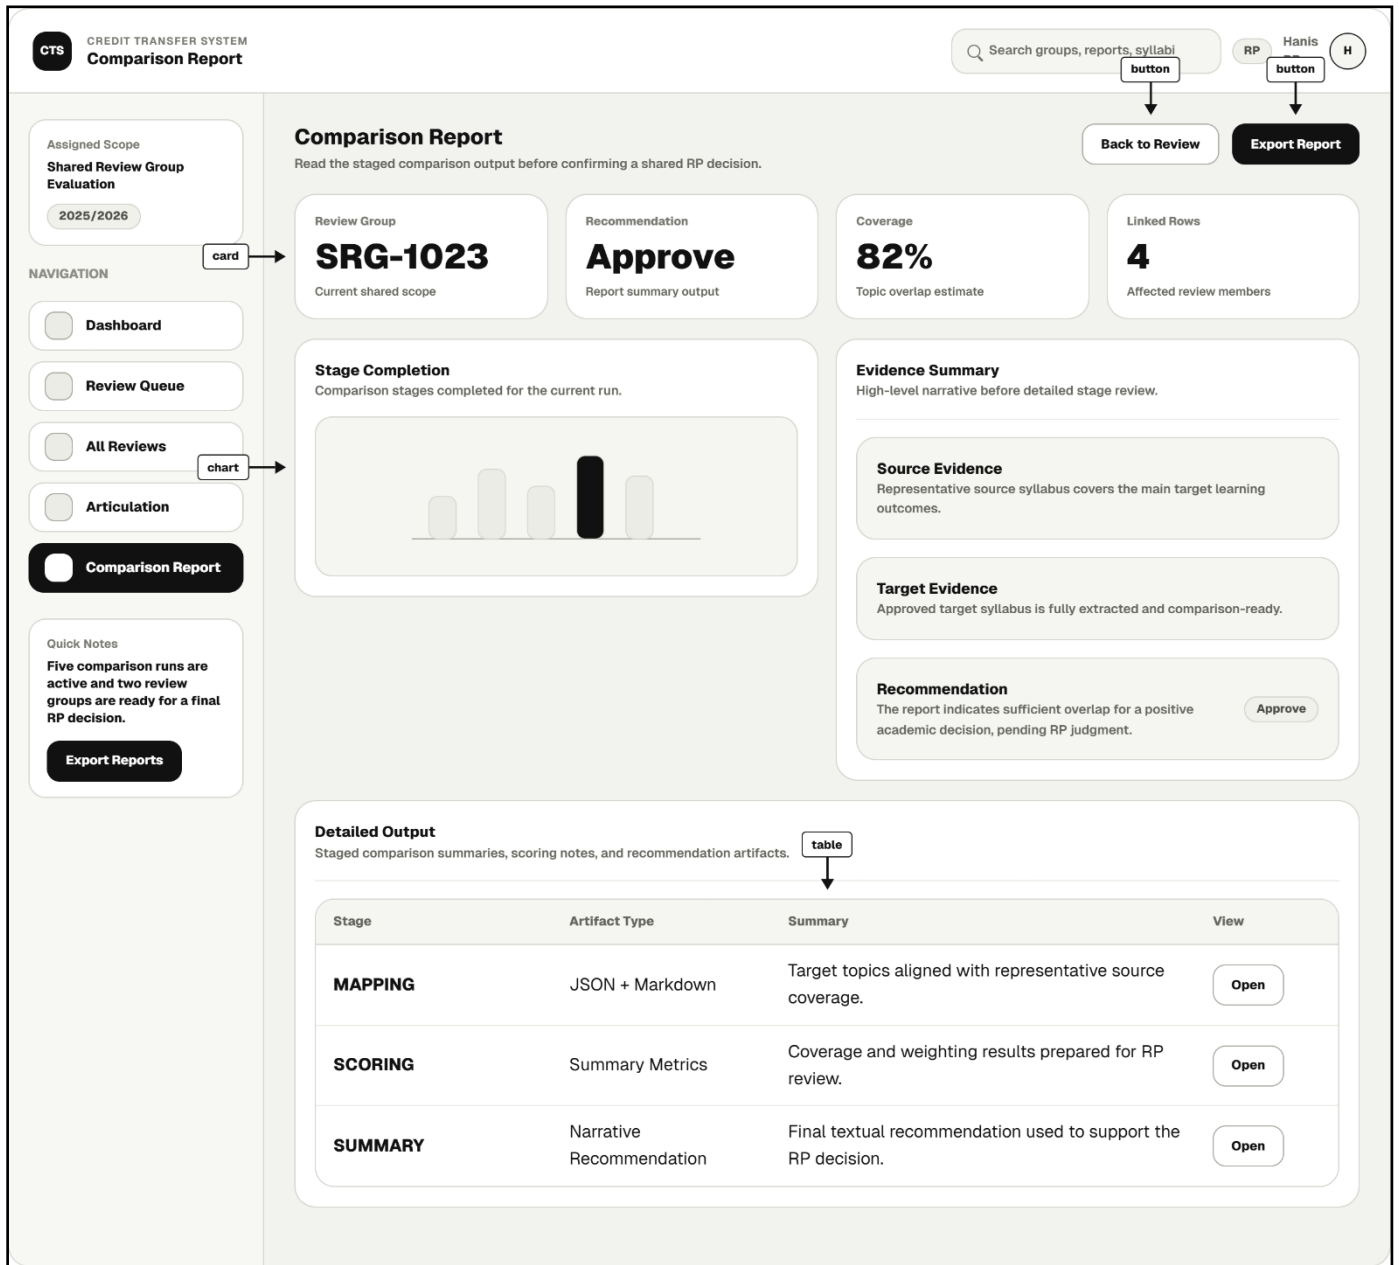 CTS
CREDIT TRANSFER SYSTEM
Comparison Report
Search groups, reports, syllabi
RP
Hanis
H
button
button
Assigned Scope
Shared Review Group
Evaluation
2025/2026
card
NAVIGATION
Dashboard
Review Queue
All Reviews
chart
Articulation
Comparison Report
Quick Notes
Five comparison runs are
active and two review
groups are ready for a final
RP decision.
Export Reports
Comparison Report
Read the staged comparison output before confirming a shared RP decision.
Back to Review
Export Report
Review Group
SRG-1023
Current shared scope
Recommendation
Approve
Report summary output
Coverage
82%
Topic overlap estimate
Linked Rows
4
Affected review members
Stage Completion
Comparison stages completed for the current run.
Evidence Summary
High-level narrative before detailed stage review.
Source Evidence
Representative source syllabus covers the main target learning
outcomes.
Target Evidence
Approved target syllabus is fully extracted and comparison-ready.
Recommendation
The report indicates sufficient overlap for a positive
academic decision, pending RP judgment.
Approve
Detailed Output
Staged comparison summaries, scoring notes, and recommendation artifacts.
table
Stage
Artifact Type
Summary
View
MAPPING
JSON + Markdown
Target topics aligned with representative source
coverage.
Open
SCORING
Summary Metrics
Coverage and weighting results prepared for RP
review.
Open
SUMMARY
Narrative
Recommendation
Final textual recommendation used to support the
RP decision.
Open